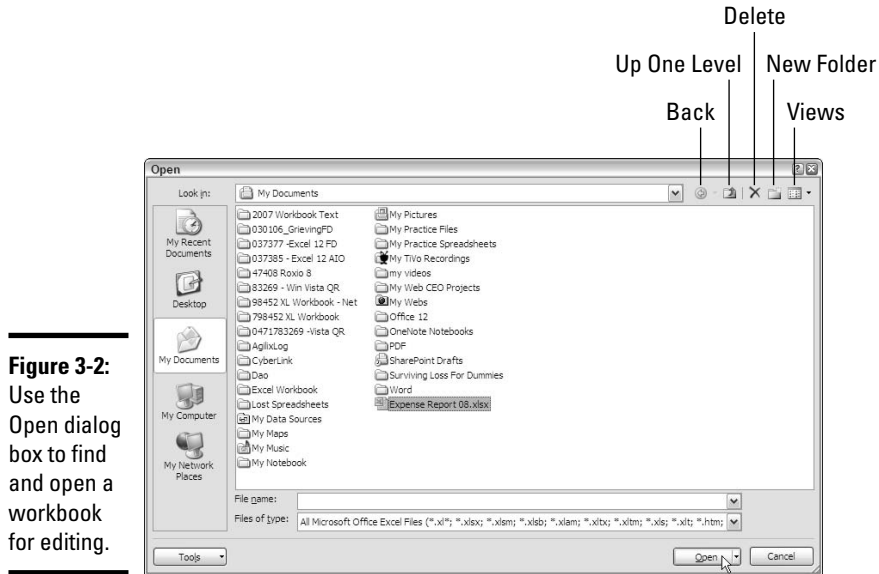 Delete
Up One Level New Folder
Back Views
Open
Look in: My Documents
My Recent
Documents
Desktop
My Documents
My Computer
My Network
Places
2007 Workbook Text
030106_GrievingFD
037377 -Excel 12 FD
037385 - Excel 12 AIO
47408 Roxio 8
83269 - Win Vista QR
98452 XL Workbook - Net
798452 XL Workbook
0471783269 -Vista QR
AgilixLog
CyberLink
Dao
Excel Workbook
Lost Spreadsheets
My Data Sources
My Maps
My Music
My Notebook
My Pictures
My Practice Files
My Practice Spreadsheets
My TiVo Recordings
my videos
My Web CEO Projects
My Webs
Office 12
OneNote Notebooks
PDF
SharePoint Drafts
Surviving Loss For Dummies
Word
Expense Report 08.xlsx
File name:
Files of type: All Microsoft Office Excel Files (*.xl*; *.xlsx; *.xlsm; *.xlsb; *.xlam; *.xltx; *.xltm; *.xls; *.xlt; *.htm;
Tools Open Cancel
Figure 3-2:
Use the
Open dialog
box to find
and open a
workbook
for editing.